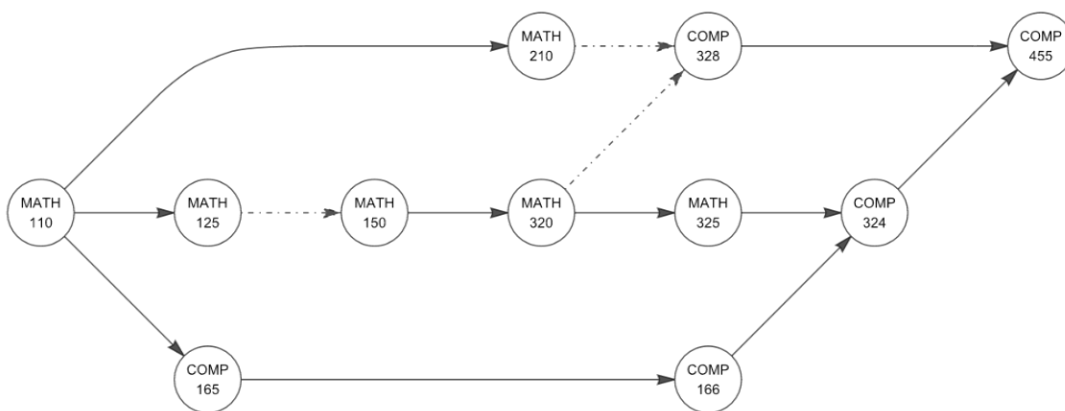 MATH
210
COMP
328
COMP
455
MATH
110
MATH
125
MATH
150
MATH
320
MATH
325
COMP
324
COMP
165
COMP
166